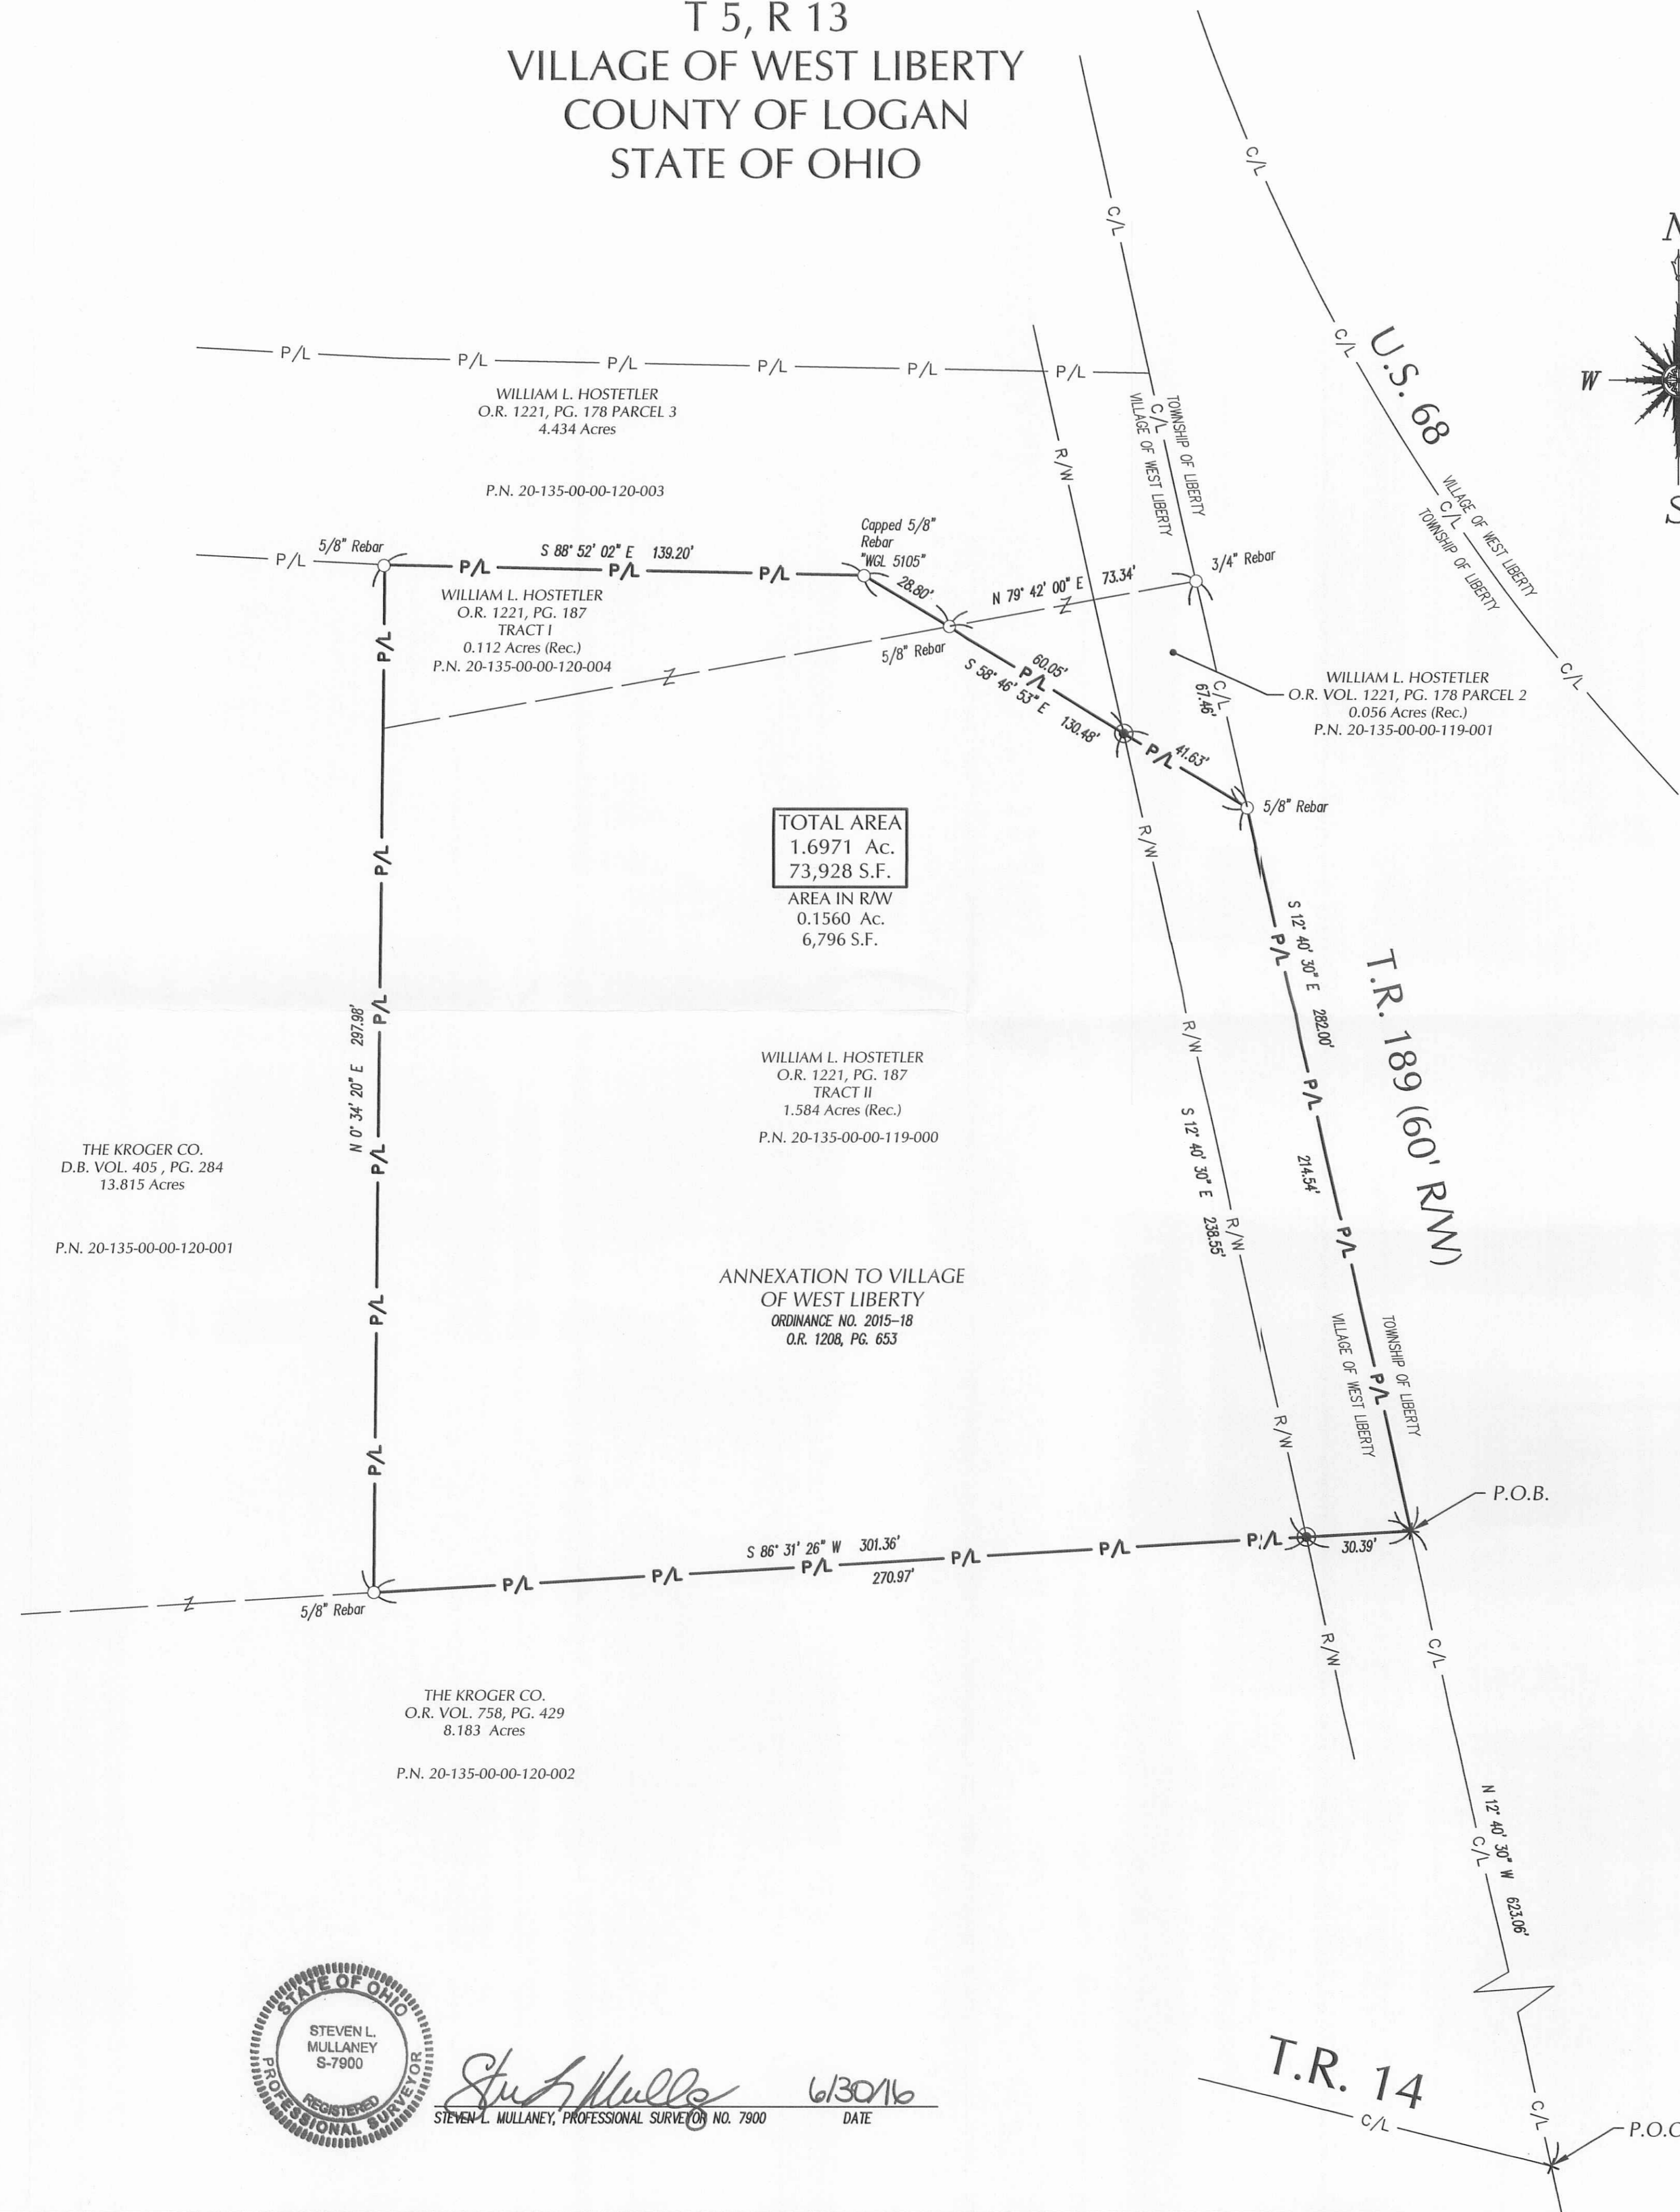 T 5, R 13
VILLAGE OF WEST LIBERTY
COUNTY OF LOGAN
STATE OF OHIO
C/L
C/L
N
W
S
U.S. 68
C/L
C/L
VILLAGE OF WEST LIBERTY
C/L
TOWNSHIP OF LIBERTY
C/L
P/L
P/L
P/L
P/L
P/L
P/L
WILLIAM L. HOSTETLER
O.R. 1221, PG. 178 PARCEL 3
4.434 Acres
P.N. 20-135-00-00-120-003
R/W
TOWNSHIP OF LIBERTY
C/L
VILLAGE OF WEST LIBERTY
P/L
5/8" Rebar
S 88° 52' 02" E 139.20'
P/L
P/L
P/L
Capped 5/8"
Rebar
"WGL 5105"
28.80'
N 79° 42' 00" E 73.34'
Z
3/4" Rebar
WILLIAM L. HOSTETLER
O.R. 1221, PG. 187
TRACT I
0.112 Acres (Rec.)
P.N. 20-135-00-00-120-004
P/L
Z
5/8" Rebar
60.05'
P/L
S 58° 46' 53" E 130.48'
P/L
41.63'
C/L
67.46'
WILLIAM L. HOSTETLER
O.R. VOL. 1221, PG. 178 PARCEL 2
0.056 Acres (Rec.)
P.N. 20-135-00-00-119-001
5/8" Rebar
TOTAL AREA
1.6971 Ac.
73,928 S.F.
AREA IN R/W
0.1560 Ac.
6,796 S.F.
P/L
P/L
N 0° 34' 20" E 297.98'
P/L
P/L
P/L
R/W
R/W
S 12° 40' 30" E 282.00'
P/L
P/L
T.R. 189 (60' R/W)
WILLIAM L. HOSTETLER
O.R. 1221, PG. 187
TRACT II
1.584 Acres (Rec.)
P.N. 20-135-00-00-119-000
S 12° 40' 30" E 238.55'
R/W
214.54'
P/L
THE KROGER CO.
D.B. VOL. 405 , PG. 284
13.815 Acres
P.N. 20-135-00-00-120-001
ANNEXATION TO VILLAGE
OF WEST LIBERTY
ORDINANCE NO. 2015-18
O.R. 1208, PG. 653
TOWNSHIP OF LIBERTY
P/L
VILLAGE OF WEST LIBERTY
R/W
P.O.B.
S 86° 31' 26" W 301.36'
P/L
P/L
P/L
P/L
P/L
P/L
270.97'
30.39'
Z
5/8" Rebar
R/W
C/L
THE KROGER CO.
O.R. VOL. 758, PG. 429
8.183 Acres
P.N. 20-135-00-00-120-002
N 12° 40' 30" W 623.06'
C/L
STATE OF OHIO
STEVEN L.
MULLANEY
S-7900
REGISTERED
PROFESSIONAL SURVEYOR
6/30/16
STEVEN L. MULLANEY, PROFESSIONAL SURVEYOR NO. 7900
DATE
T.R. 14
C/L
C/L
P.O.C